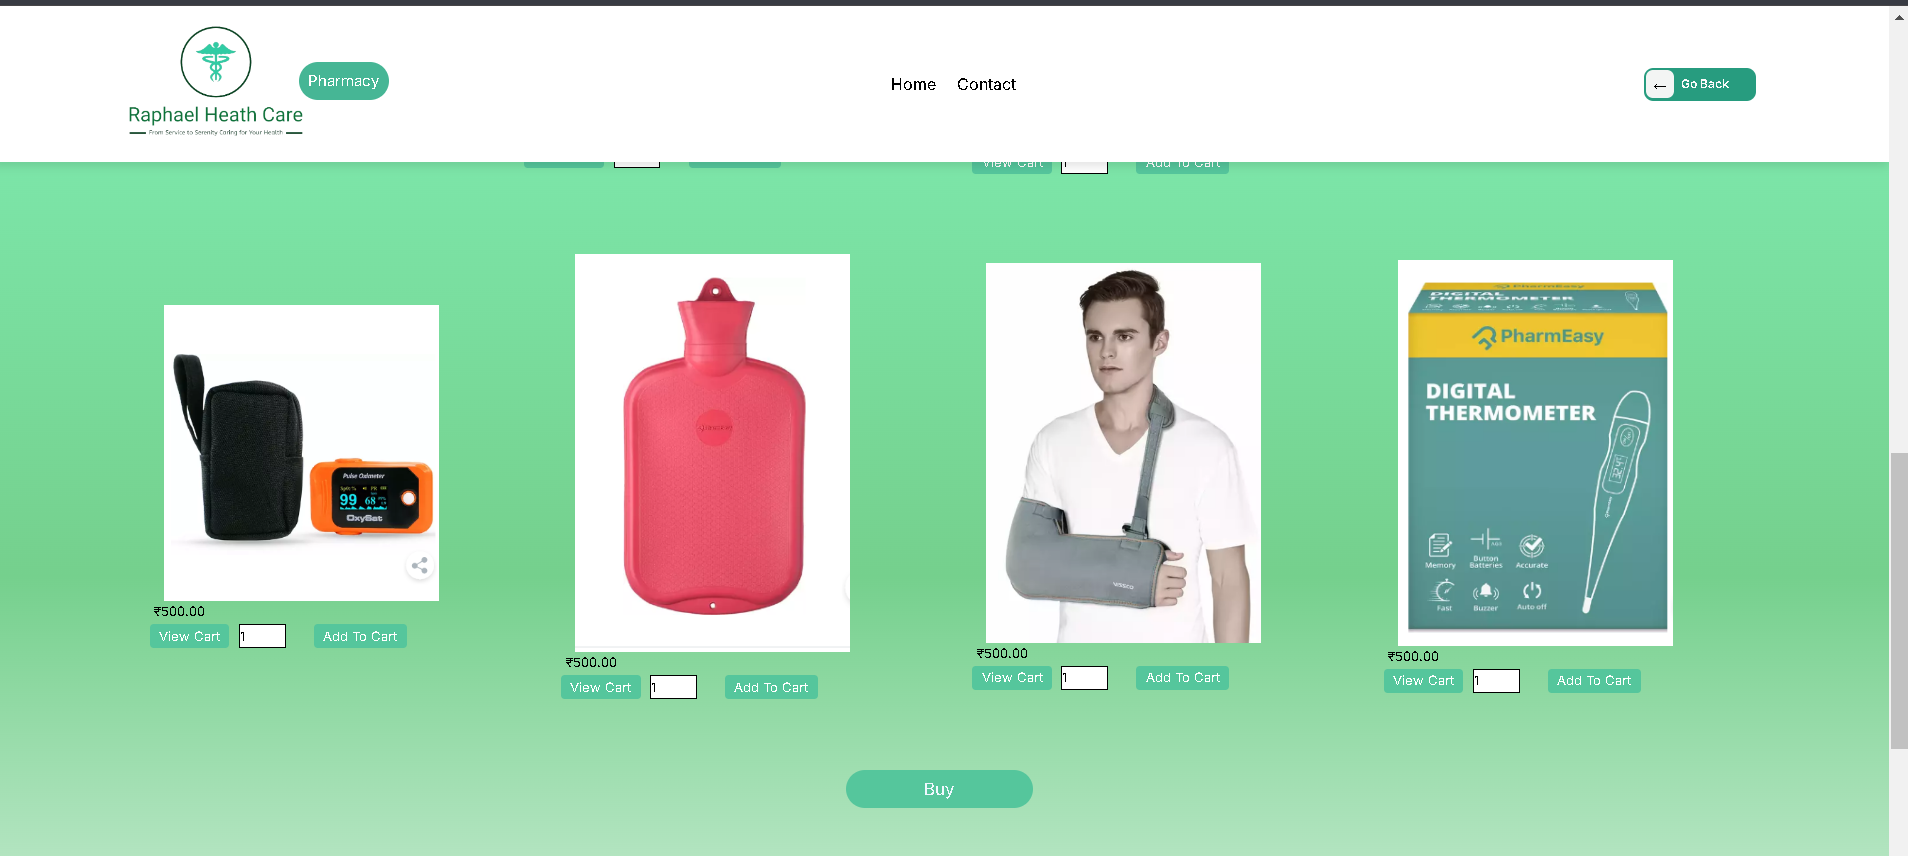 Pharmacy
Home
Contact
← Go Back
Raphael Heath Care
From Service to Serenity Caring for Your Health
View Cart
1
Add To Cart
Pulse Oximeter
99
68
OxySat
₹500.00
View Cart
1
Add To Cart
₹500.00
View Cart
1
Add To Cart
₹500.00
View Cart
1
Add To Cart
DIGITAL
THERMOMETER
PharmEasy
DIGITAL
THERMOMETER
Memory
Button
Batteries
Accurate
Fast
Buzzer
Auto off
₹500.00
View Cart
1
Add To Cart
Buy